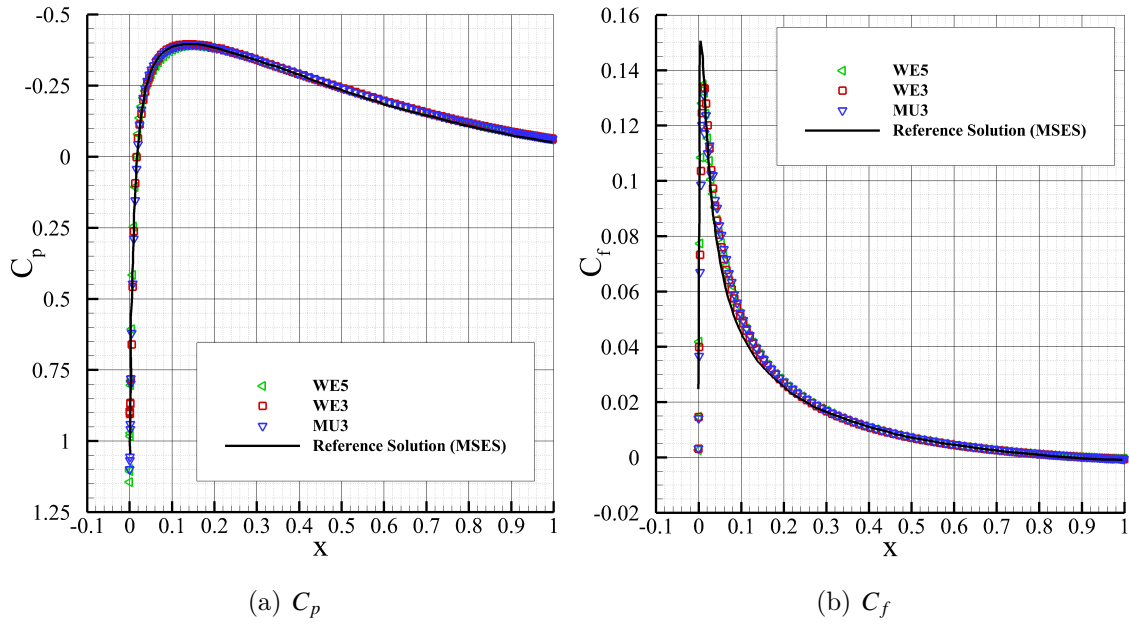 -0.5
-0.25
0
0.25
0.5
0.75
1
1.25
C_p
-0.1 0 0.1 0.2 0.3 0.4 0.5 0.6 0.7 0.8 0.9 1
x
WE5
WE3
MU3
Reference Solution (MSES)
(a) C_p
0.16
0.14
0.12
0.1
0.08
0.06
0.04
0.02
0
-0.02
C_f
-0.1 0 0.1 0.2 0.3 0.4 0.5 0.6 0.7 0.8 0.9 1
x
WE5
WE3
MU3
Reference Solution (MSES)
(b) C_f